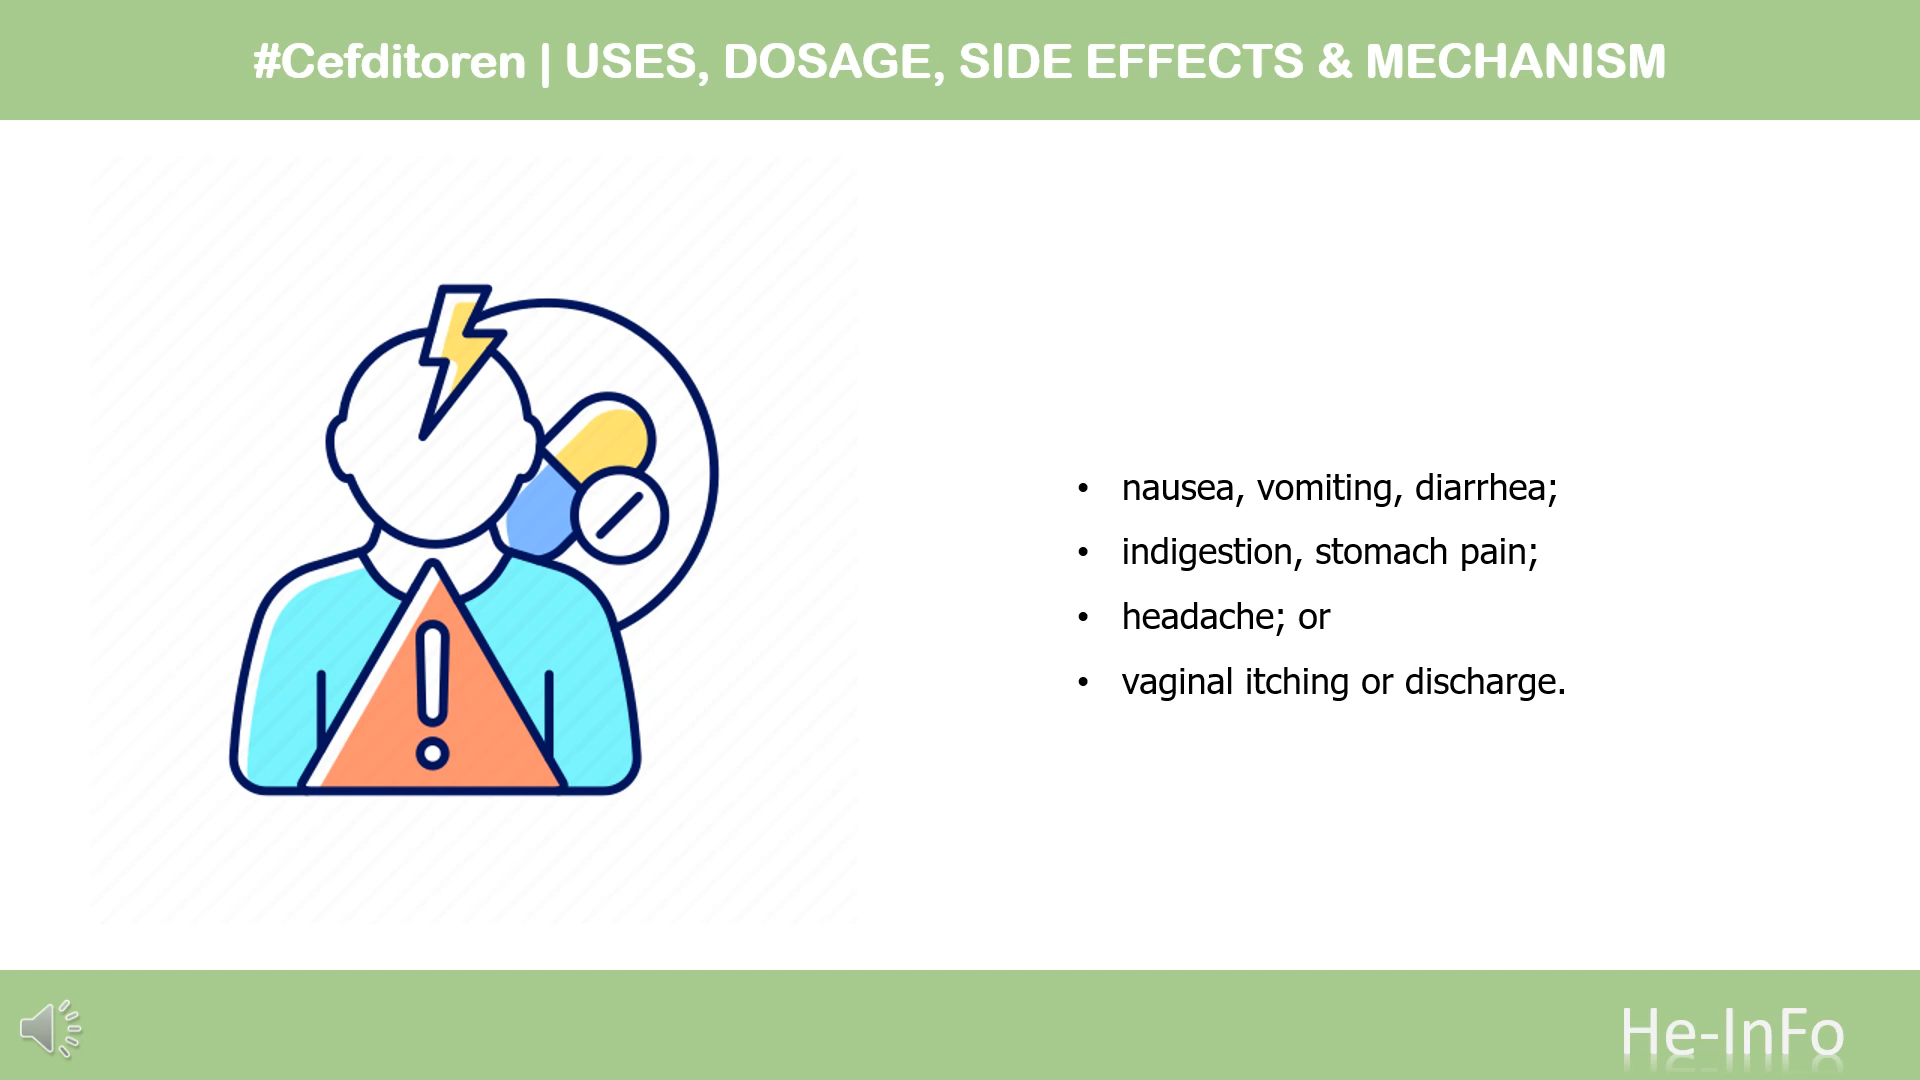 #Cefditoren | USES, DOSAGE, SIDE EFFECTS & MECHANISM
• nausea, vomiting, diarrhea;
• indigestion, stomach pain;
• headache; or
• vaginal itching or discharge.
He-InFo